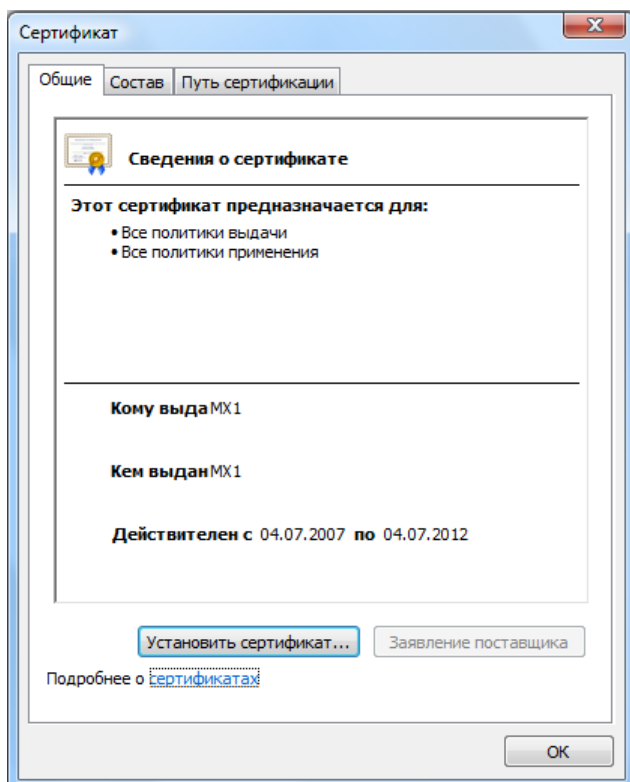 Сертификат
Общие Состав Путь сертификации
Сведения о сертификате
Этот сертификат предназначается для:
• Все политики выдачи
• Все политики применения
Кому выда MX1
Кем выдан MX1
Действителен с 04.07.2007 по 04.07.2012
Установить сертификат... Заявление поставщика
Подробнее о сертификатах
ОК